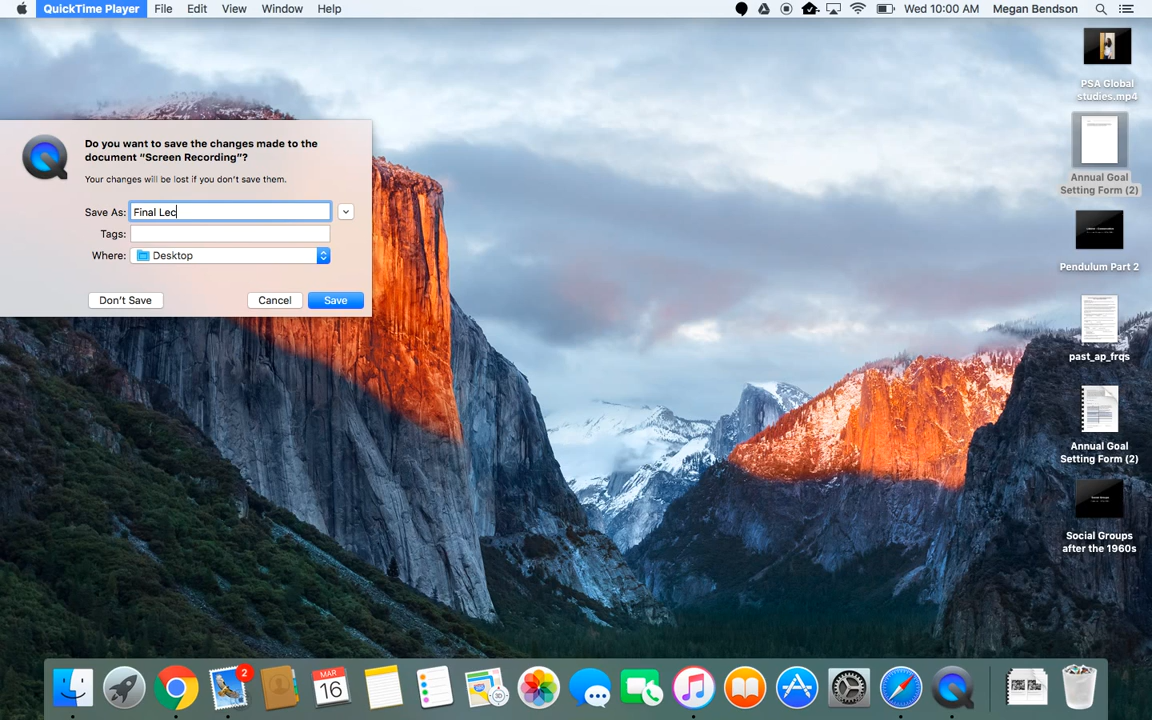 QuickTime Player File Edit View Window Help Wed 10:00 AM Megan Bendson
Do you want to save the changes made to the
document “Screen Recording”?
Your changes will be lost if you don’t save them.
Save As: Final Lec
Tags:
Where: Desktop
Don’t Save Cancel Save
PSA Global
studies.mp4
Annual Goal
Setting Form (2)
Pendulum Part 2
past_ap_frqs
Annual Goal
Setting Form (2)
Social Groups
after the 1960s
2
MAR
16
3D